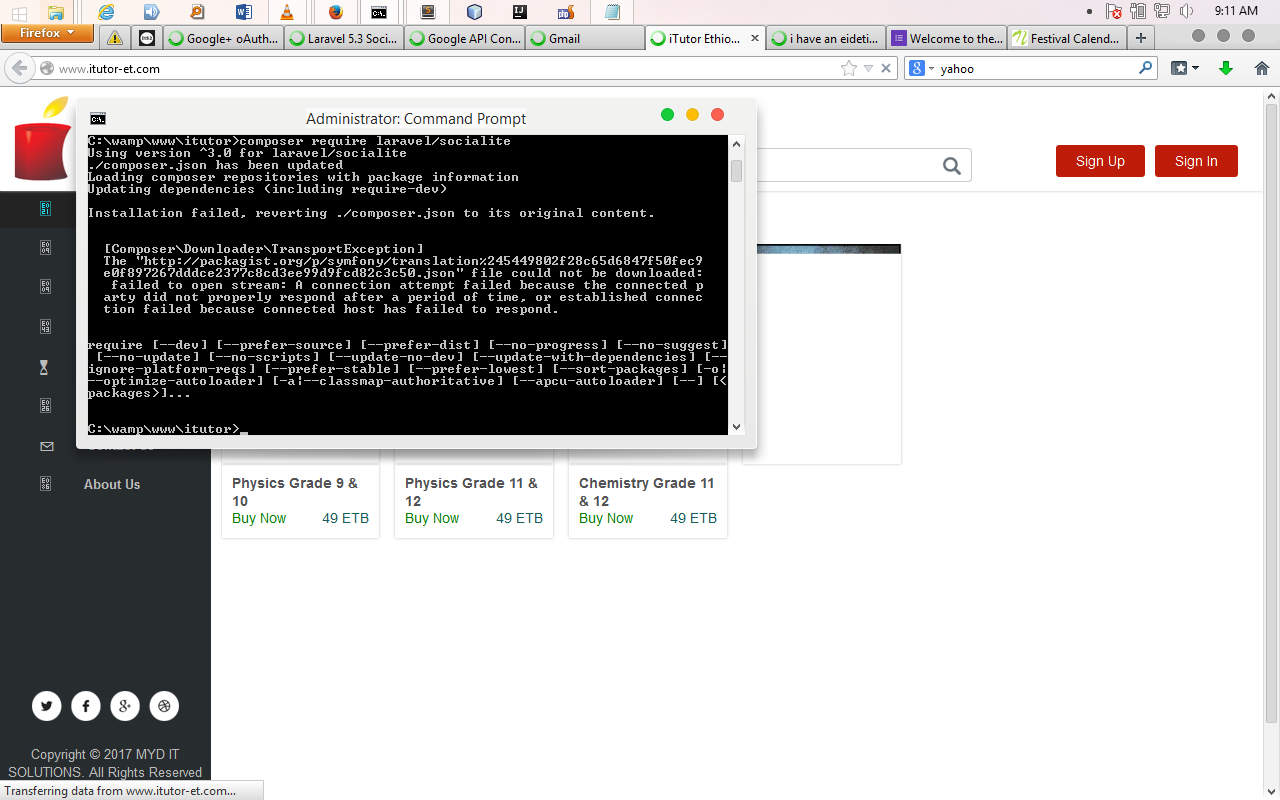 9:11 AM
Firefox
Google+ oAuth...
Laravel 5.3 Soci...
Google API Con...
Gmail
iTutor Ethio...
i have an eideti...
Welcome to the...
Festival Calend...
www.itutor-et.com
yahoo
Administrator: Command Prompt
C:\wamp\www\itutor>composer require laravel/socialite
Using version ^3.0 for laravel/socialite
./composer.json has been updated
Loading composer repositories with package information
Updating dependencies (including require-dev)
Installation failed, reverting ./composer.json to its original content.
[Composer\Downloader\TransportException]
The "http://packagist.org/p/symfony/translation%245449802f28c65d6847f50fec9
e0f897267dddce2377c8cd3ee99d9fcd82c3c50.json" file could not be downloaded:
failed to open stream: A connection attempt failed because the connected p
arty did not properly respond after a period of time, or established connec
tion failed because connected host has failed to respond.
require [--dev] [--prefer-source] [--prefer-dist] [--no-progress] [--no-suggest]
[--no-update] [--no-scripts] [--update-no-dev] [--update-with-dependencies] [--
ignore-platform-reqs] [--prefer-stable] [--prefer-lowest] [--sort-packages] [-o¦
--optimize-autoloader] [-a¦--classmap-authoritative] [--apcu-autoloader] [--] [<
packages>]...
C:\wamp\www\itutor>_
Sign Up
Sign In
About Us
Physics Grade 9 &
10
Buy Now 49 ETB
Physics Grade 11 &
12
Buy Now 49 ETB
Chemistry Grade 11
& 12
Buy Now 49 ETB
Copyright © 2017 MYD IT
SOLUTIONS. All Rights Reserved
Transferring data from www.itutor-et.com...